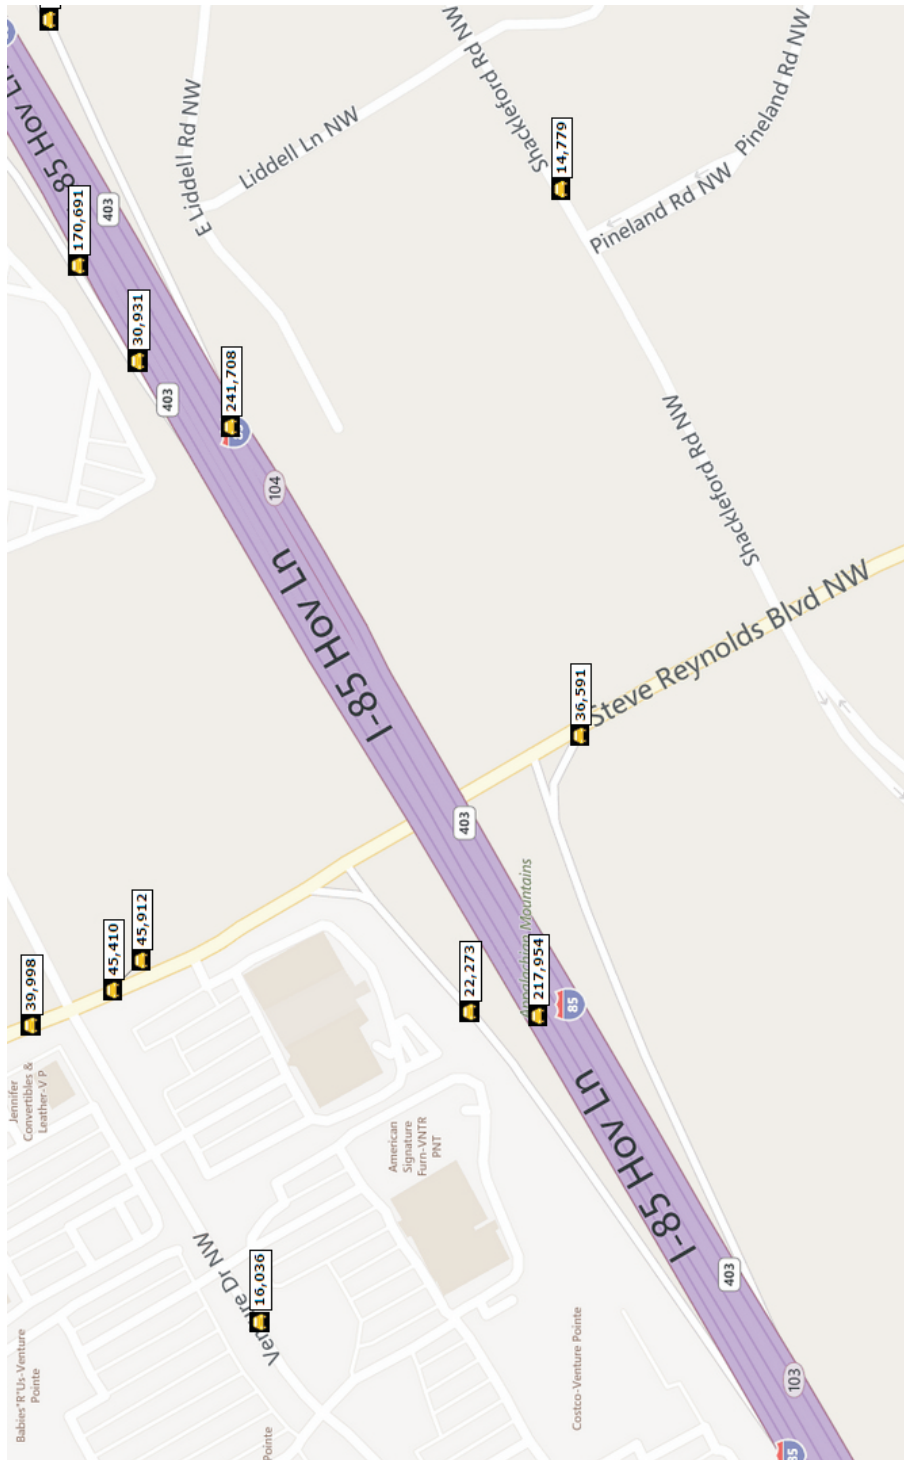 85 Hov Ln
403
170,691
30,931
403
241,708
104
I-85 Hov Ln
E Liddell Rd NW
Liddell Ln NW
Shackleford Rd NW
14,779
Pineland Rd NW
Pineland Rd NW
Shackleford Rd NW
Steve Reynolds Blvd NW
36,591
403
Appalachian Mountains
22,273
217,954
85
I-85 Hov Ln
403
103
85
39,998
45,410
45,912
Jennifer
Convertibles &
Leather-V P
American
Signature
Furn-VNTR
PNT
Venture Dr NW
16,036
Babies"R"Us-Venture
Pointe
Pointe
Costco-Venture Pointe